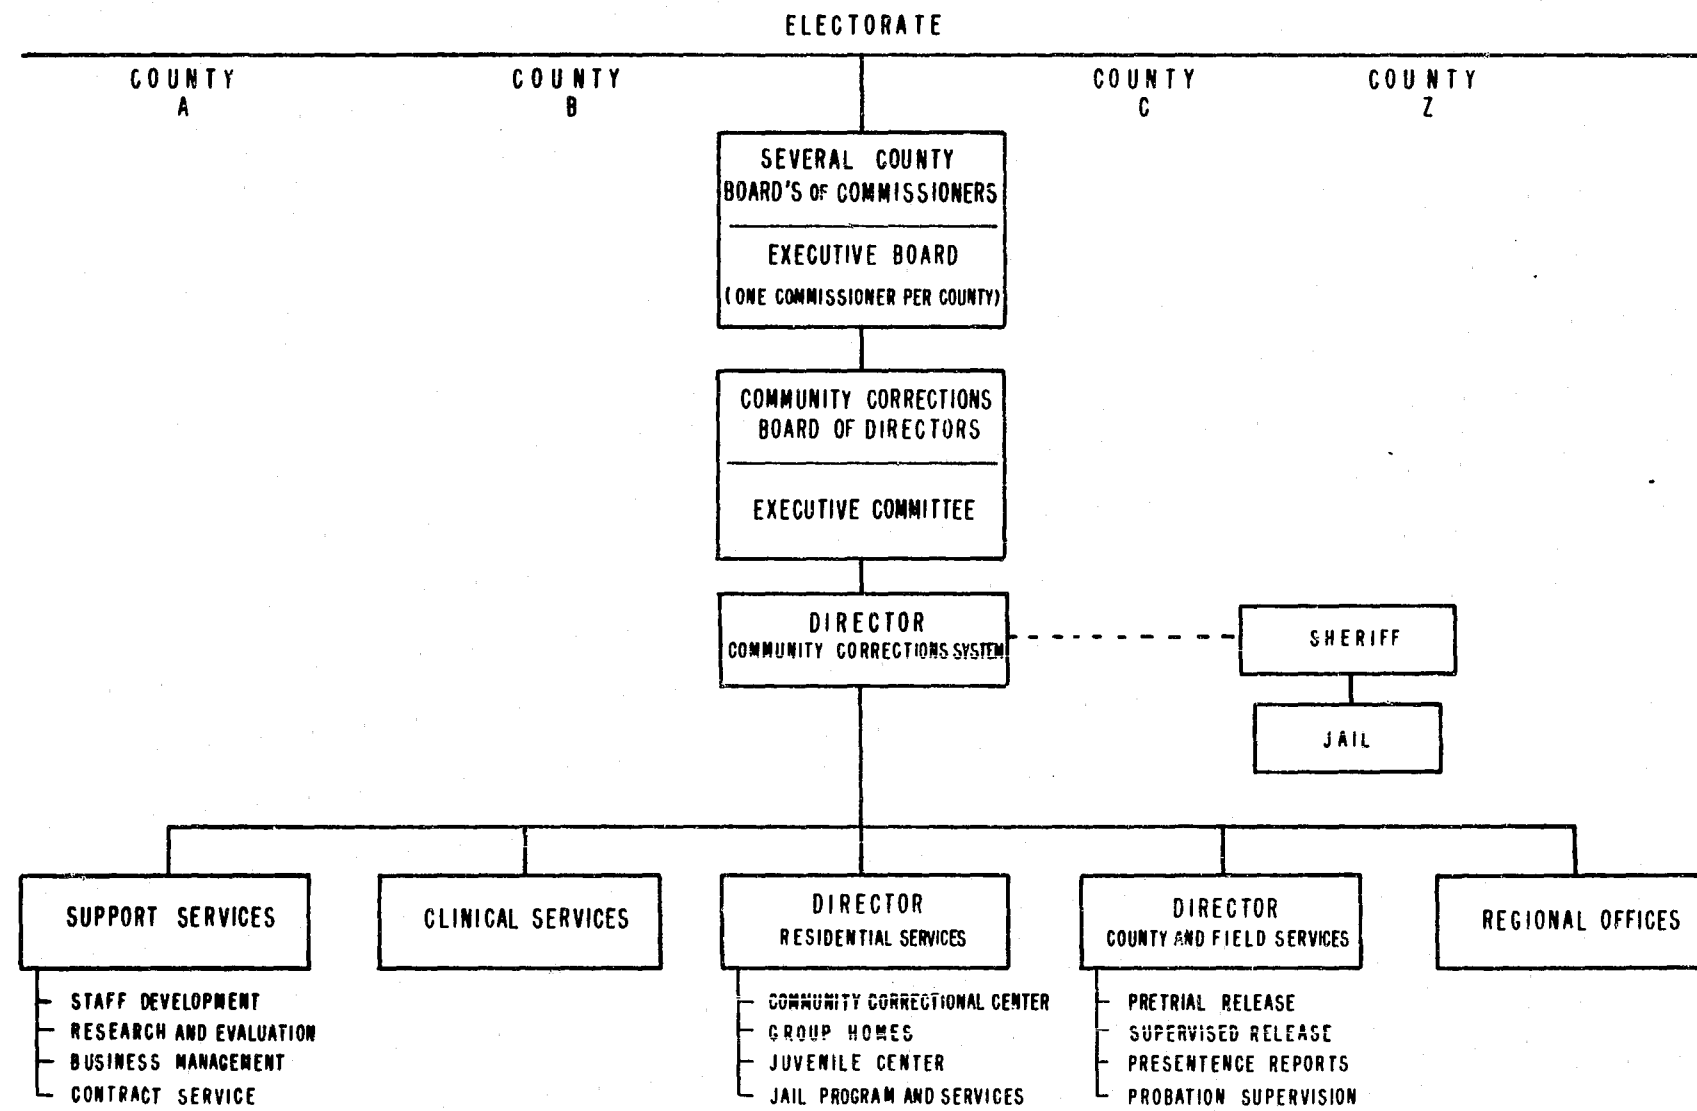 ELECTORATE
COUNTY A
COUNTY B
COUNTY C
COUNTY Z
SEVERAL COUNTY
BOARD'S OF COMMISSIONERS
EXECUTIVE BOARD
(ONE COMMISSIONER PER COUNTY)
COMMUNITY CORRECTIONS
BOARD OF DIRECTORS
EXECUTIVE COMMITTEE
DIRECTOR
COMMUNITY CORRECTIONS SYSTEM
SHERIFF
JAIL
SUPPORT SERVICES
STAFF DEVELOPMENT
RESEARCH AND EVALUATION
BUSINESS MANAGEMENT
CONTRACT SERVICE
CLINICAL SERVICES
DIRECTOR
RESIDENTIAL SERVICES
COMMUNITY CORRECTIONAL CENTER
GROUP HOMES
JUVENILE CENTER
JAIL PROGRAM AND SERVICES
DIRECTOR
COUNTY AND FIELD SERVICES
PRETRIAL RELEASE
SUPERVISED RELEASE
PRESENTENCE REPORTS
PROBATION SUPERVISION
REGIONAL OFFICES